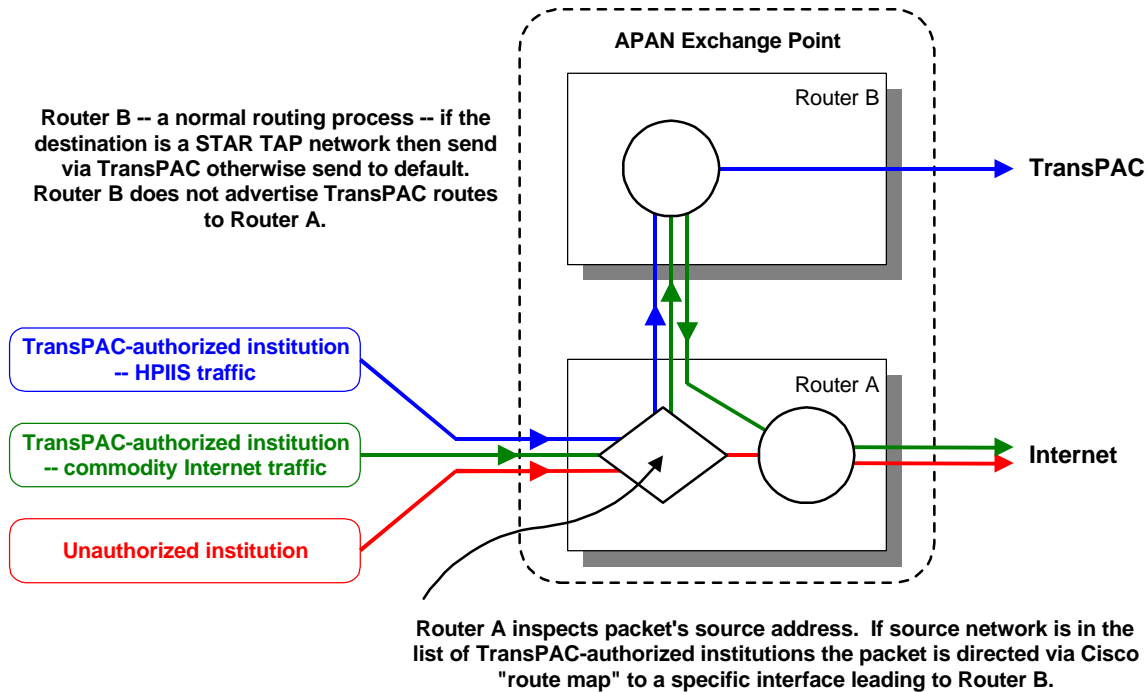 APAN Exchange Point
Router B
Router B -- a normal routing process -- if the
destination is a STAR TAP network then send
via TransPAC otherwise send to default.
Router B does not advertise TransPAC routes
to Router A.
TransPAC
TransPAC-authorized institution
-- HPIIS traffic
Router A
TransPAC-authorized institution
-- commodity Internet traffic
Internet
Unauthorized institution
Router A inspects packet's source address.  If source network is in the
list of TransPAC-authorized institutions the packet is directed via Cisco
"route map" to a specific interface leading to Router B.